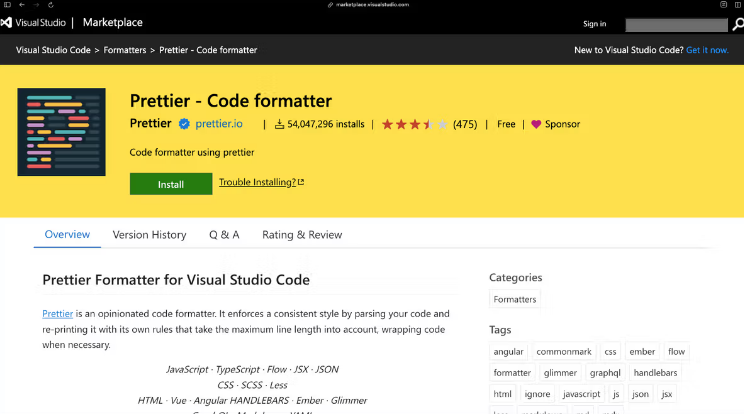 marketplace.visualstudio.com
Visual Studio | Marketplace
Sign in
Visual Studio Code > Formatters > Prettier - Code formatter
New to Visual Studio Code? Get it now.
Prettier - Code formatter
Prettier prettier.io | 54,047,296 installs | (475) | Free | Sponsor
Code formatter using prettier
Install
Trouble Installing?
Overview Version History Q & A Rating & Review
Prettier Formatter for Visual Studio Code
Prettier is an opinionated code formatter. It enforces a consistent style by parsing your code and
re-printing it with its own rules that take the maximum line length into account, wrapping code
when necessary.
JavaScript · TypeScript · Flow · JSX · JSON
CSS · SCSS · Less
HTML · Vue · Angular HANDLEBARS · Ember · Glimmer
Categories
Formatters
Tags
angular commonmark css ember flow
formatter glimmer graphql handlebars
html ignore javascript js json jsx